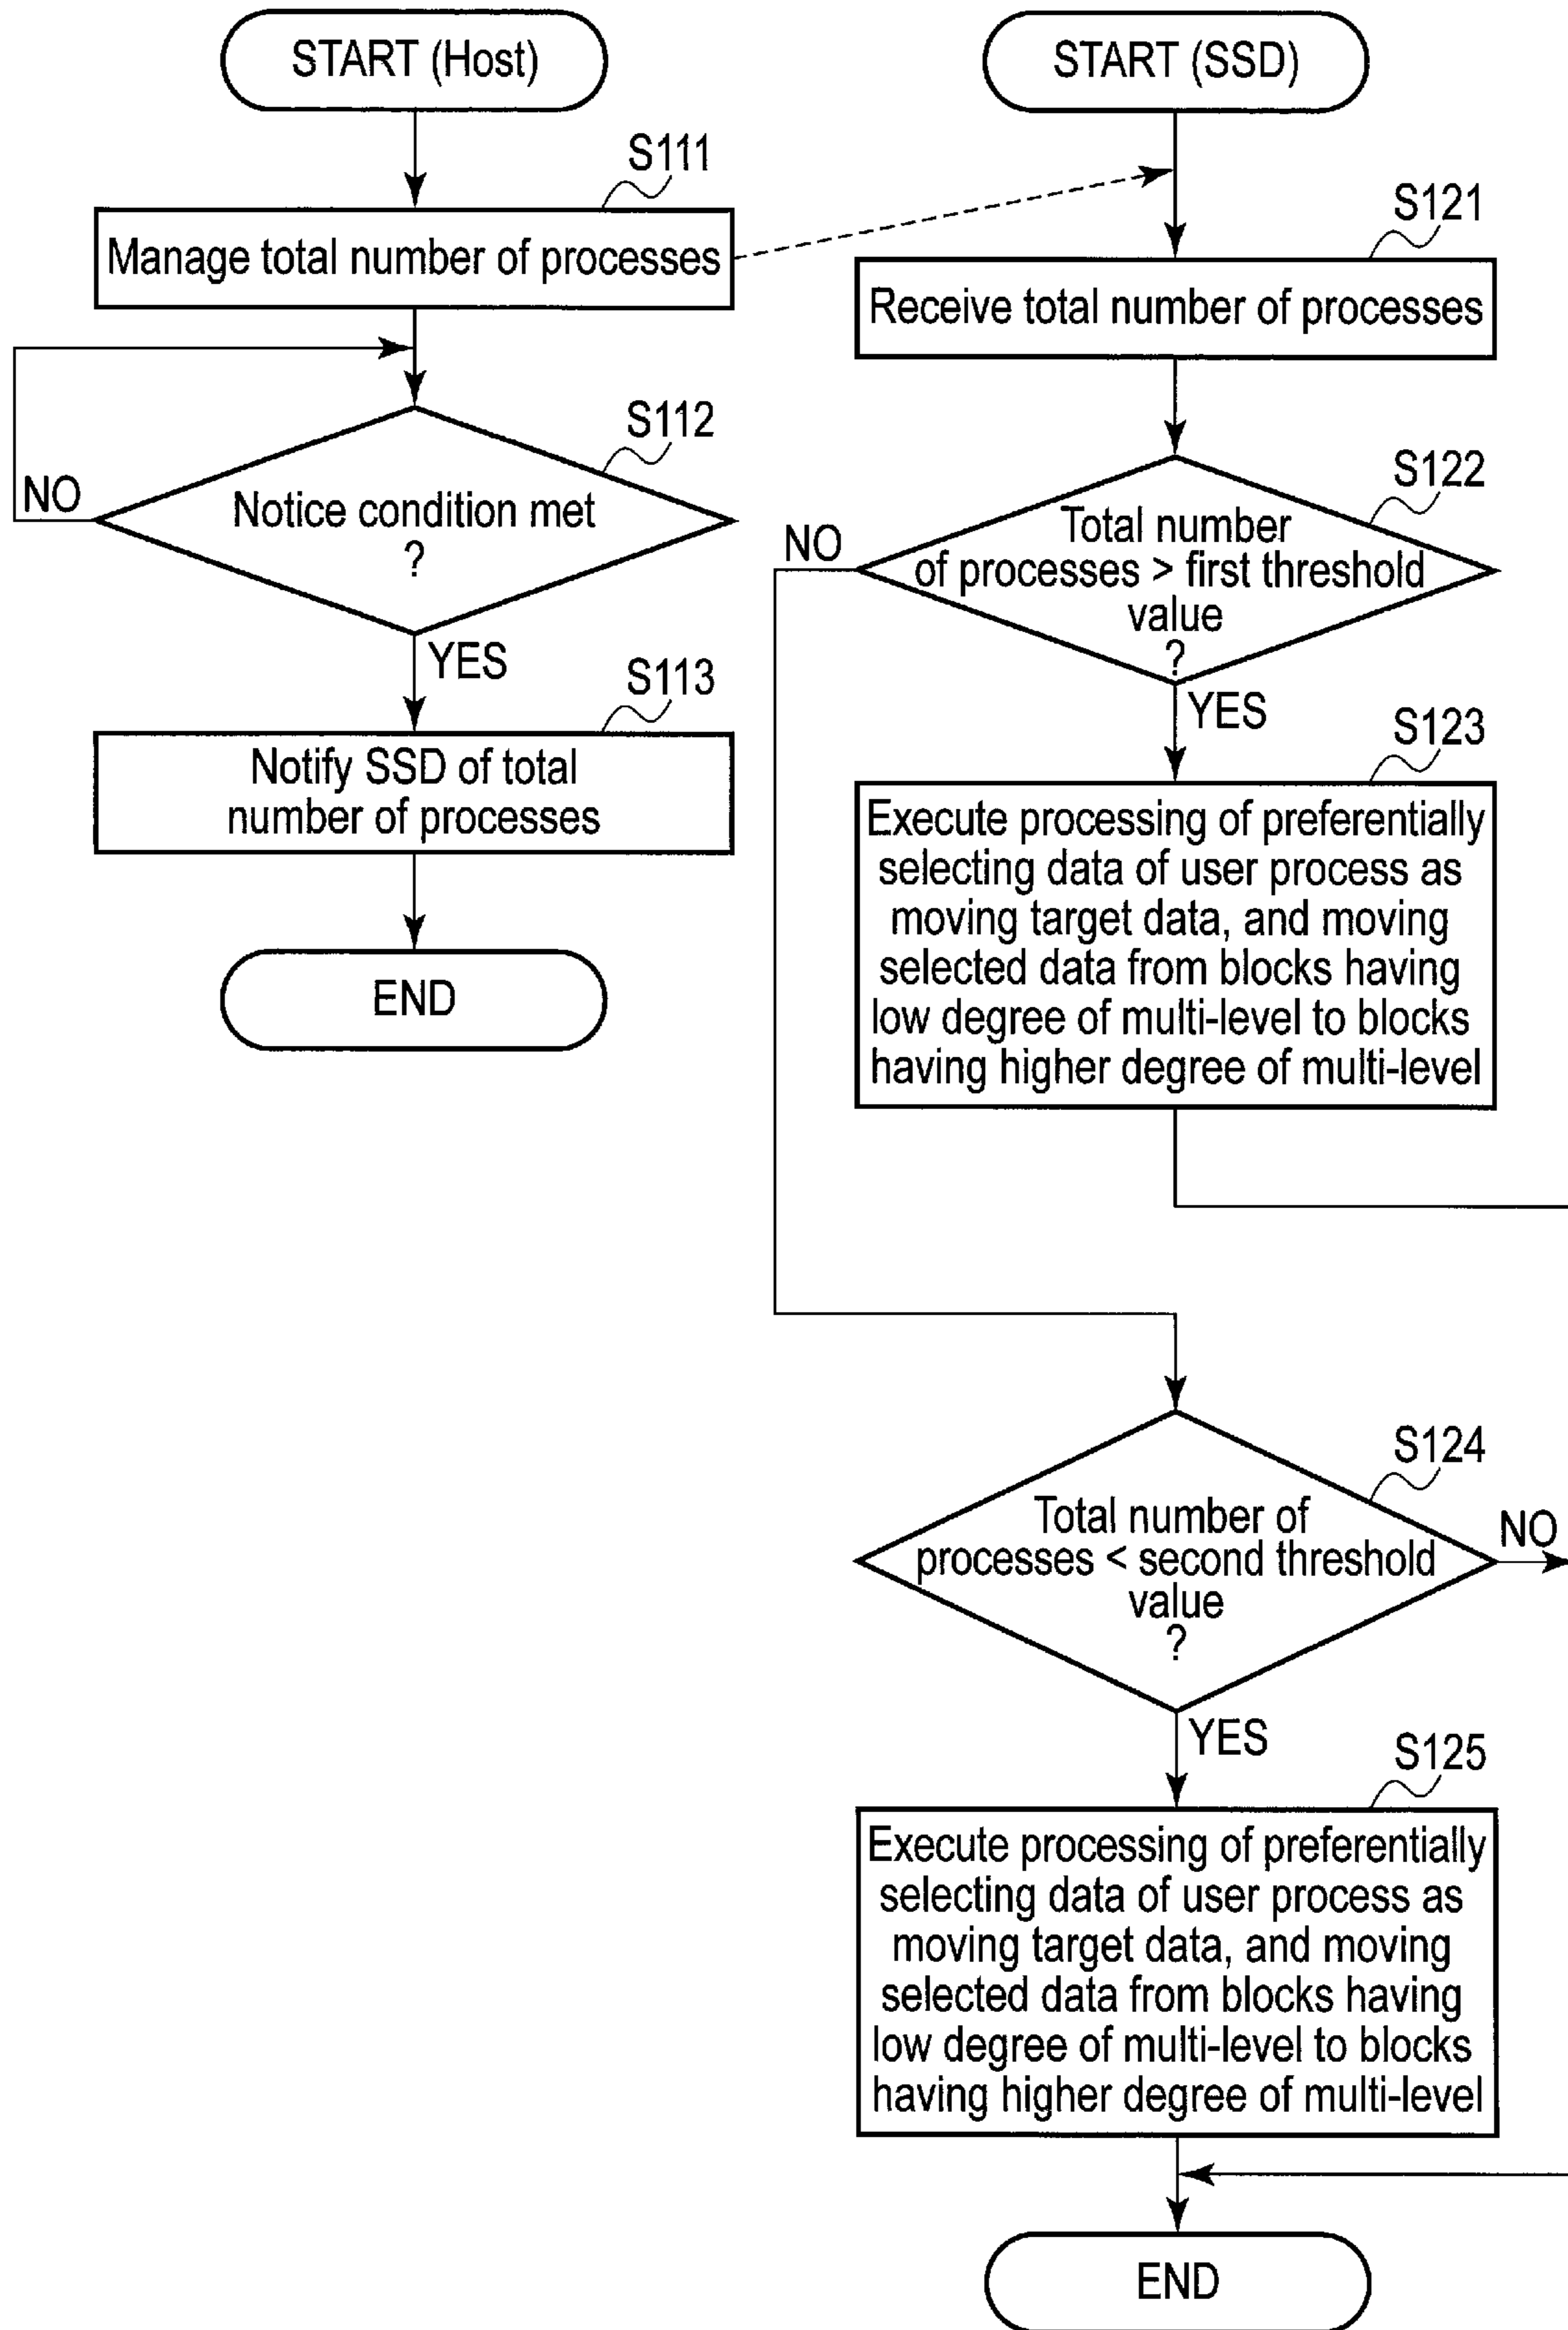 START (Host)
S111
Manage total number of processes
S112
Notice condition met
?
NO
YES
S113
Notify SSD of total
number of processes
END
START (SSD)
S121
Receive total number of processes
S122
Total number
of processes > first threshold
value
?
NO
YES
S123
Execute processing of preferentially
selecting data of user process as
moving target data, and moving
selected data from blocks having
low degree of multi-level to blocks
having higher degree of multi-level
S124
Total number of
processes < second threshold
value
?
NO
YES
S125
Execute processing of preferentially
selecting data of user process as
moving target data, and moving
selected data from blocks having
low degree of multi-level to blocks
having higher degree of multi-level
END